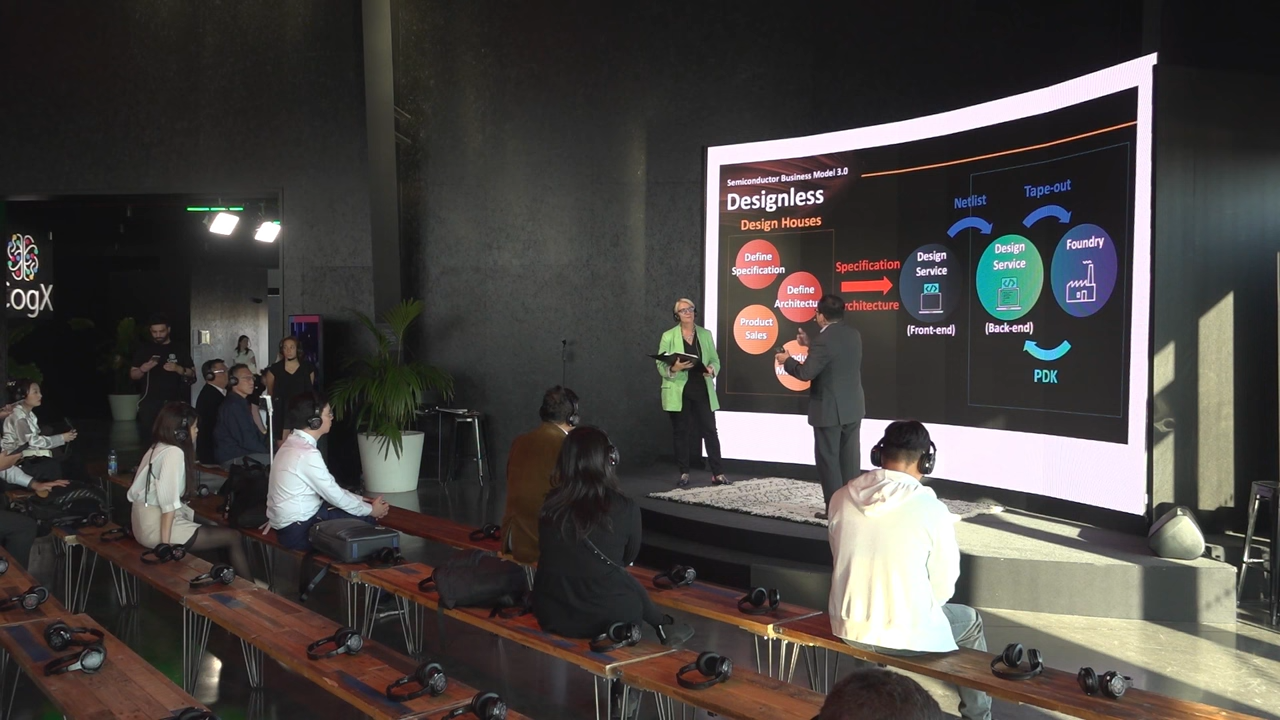 CogX
Semiconductor Business Model 3.0
Designless
Design Houses
Define
Specification
Define
Architectu
Product
Sales
Specification
Architecture
Design
Service
(Front-end)
Netlist
Design
Service
(Back-end)
Tape-out
Foundry
PDK